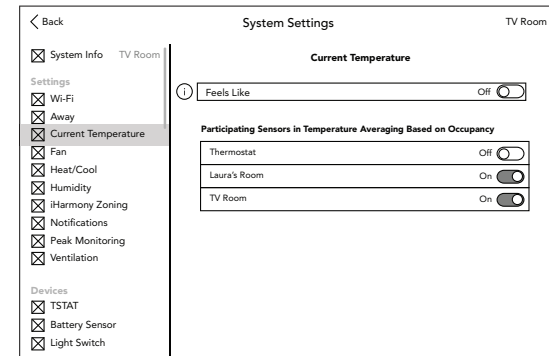 Back
System Settings
TV Room
System Info TV Room
Settings
Wi-Fi
Away
Current Temperature
Fan
Heat/Cool
Humidity
iHarmony Zoning
Notifications
Peak Monitoring
Ventilation
Devices
TSTAT
Battery Sensor
Light Switch
Current Temperature
i Feels Like Off
Participating Sensors in Temperature Averaging Based on Occupancy
Thermostat Off
Laura's Room On
TV Room On